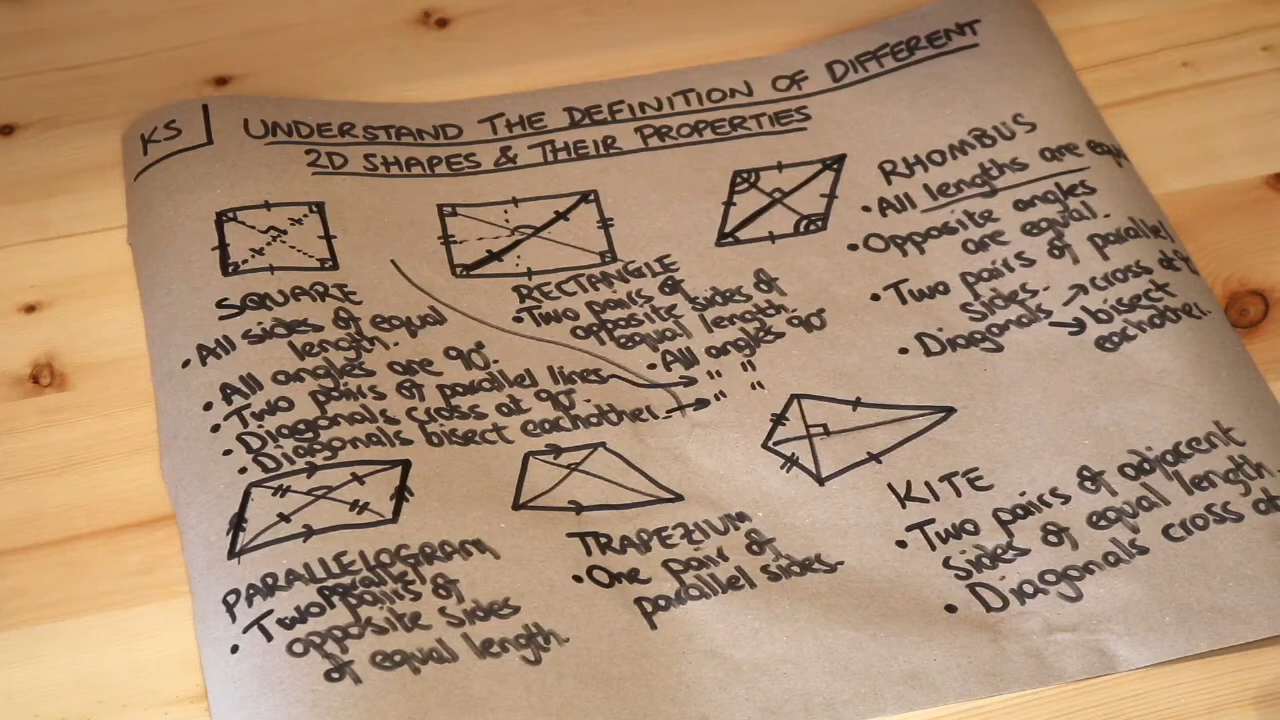 KS
UNDERSTAND THE DEFINITION OF DIFFERENT
2D SHAPES & THEIR PROPERTIES
SQUARE
• All sides of equal
length.
• All angles are 90°.
• Two pairs of parallel lines
• Diagonals cross at 90°
• Diagonals bisect eachother.
RECTANGLE
• Two pairs of
opposite sides of
equal length.
• All angles 90°
" "
" "
RHOMBUS
• All lengths are
• Opposite angles
are equal.
• Two pairs of parallel
sides.
• Diagonals → cross at
→ bisect
eachother.
PARALLELOGRAM
• Two parallel
pairs of
opposite sides
of equal length.
TRAPEZIUM
• One pair of
parallel sides.
KITE
• Two pairs of adjacent
sides of equal length
• Diagonals cross at